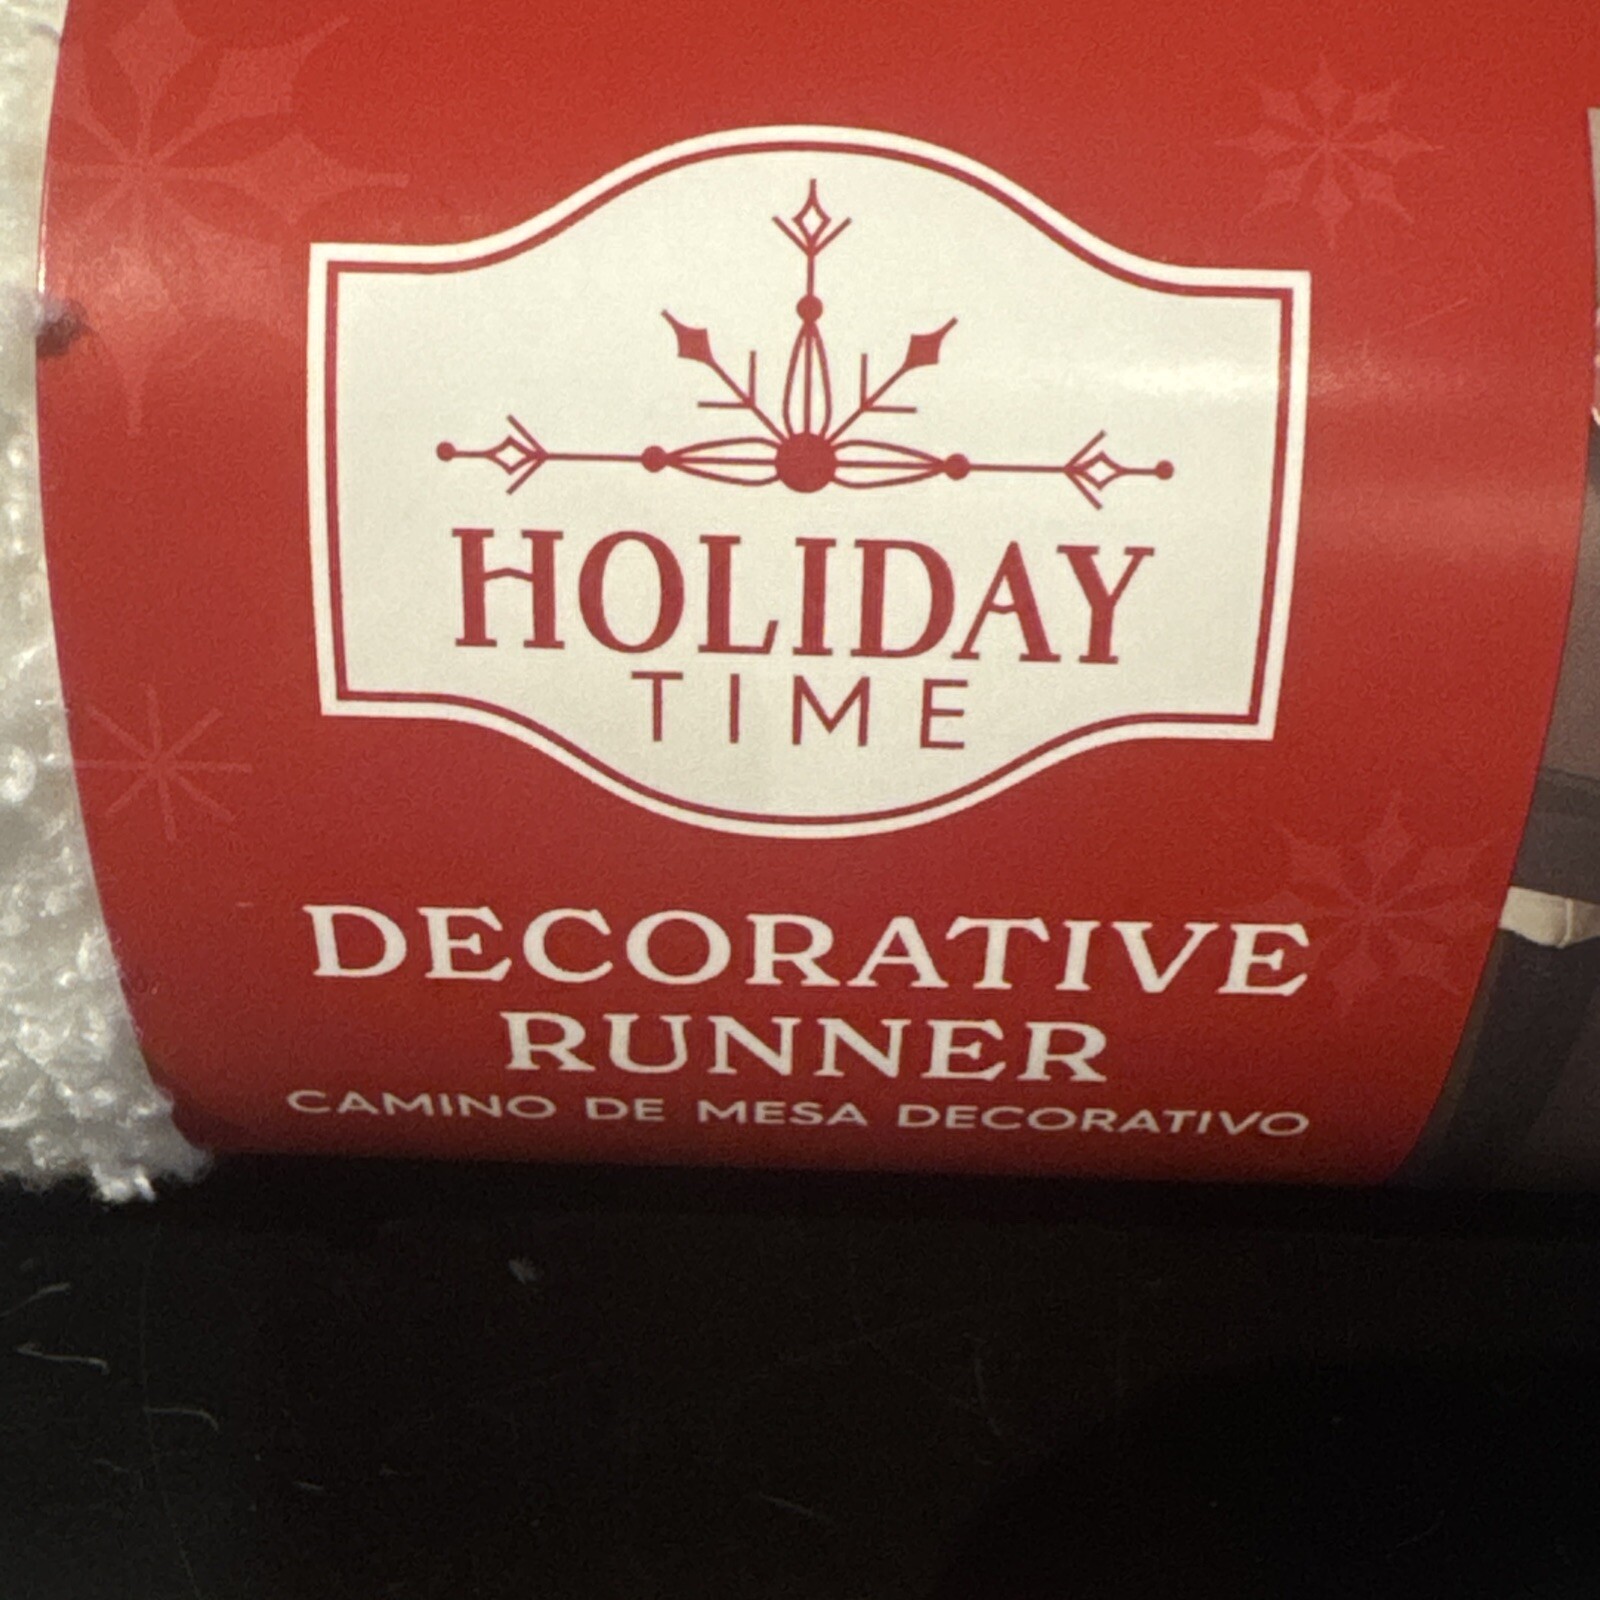 HOLIDAY
TIME
DECORATIVE
RUNNER
CAMINO DE MESA DECORATIVO